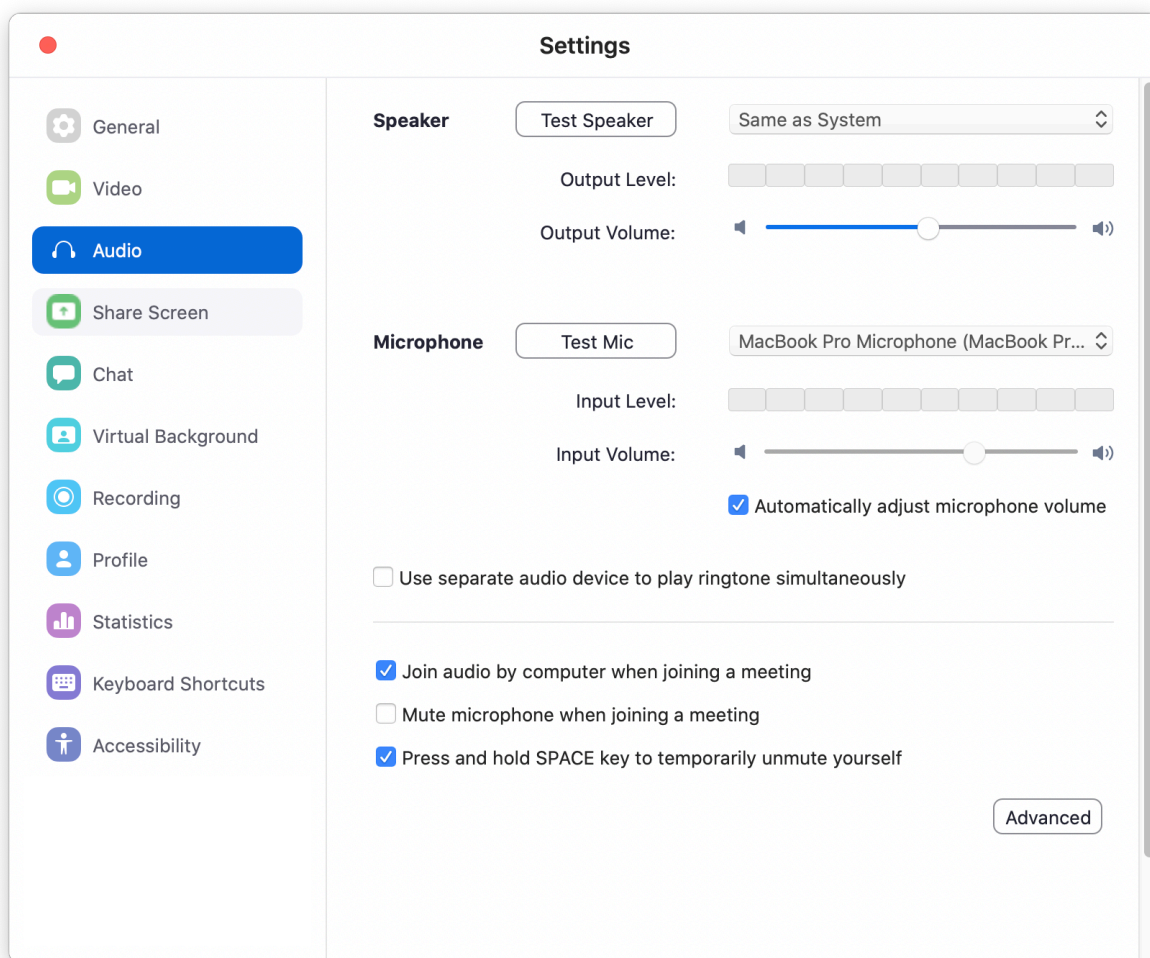 Settings
General
Video
Audio
Share Screen
Chat
Virtual Background
Recording
Profile
Statistics
Keyboard Shortcuts
Accessibility
Speaker
Test Speaker
Same as System
Output Level:
Output Volume:
Microphone
Test Mic
MacBook Pro Microphone (MacBook Pr...
Input Level:
Input Volume:
Automatically adjust microphone volume
Use separate audio device to play ringtone simultaneously
Join audio by computer when joining a meeting
Mute microphone when joining a meeting
Press and hold SPACE key to temporarily unmute yourself
Advanced